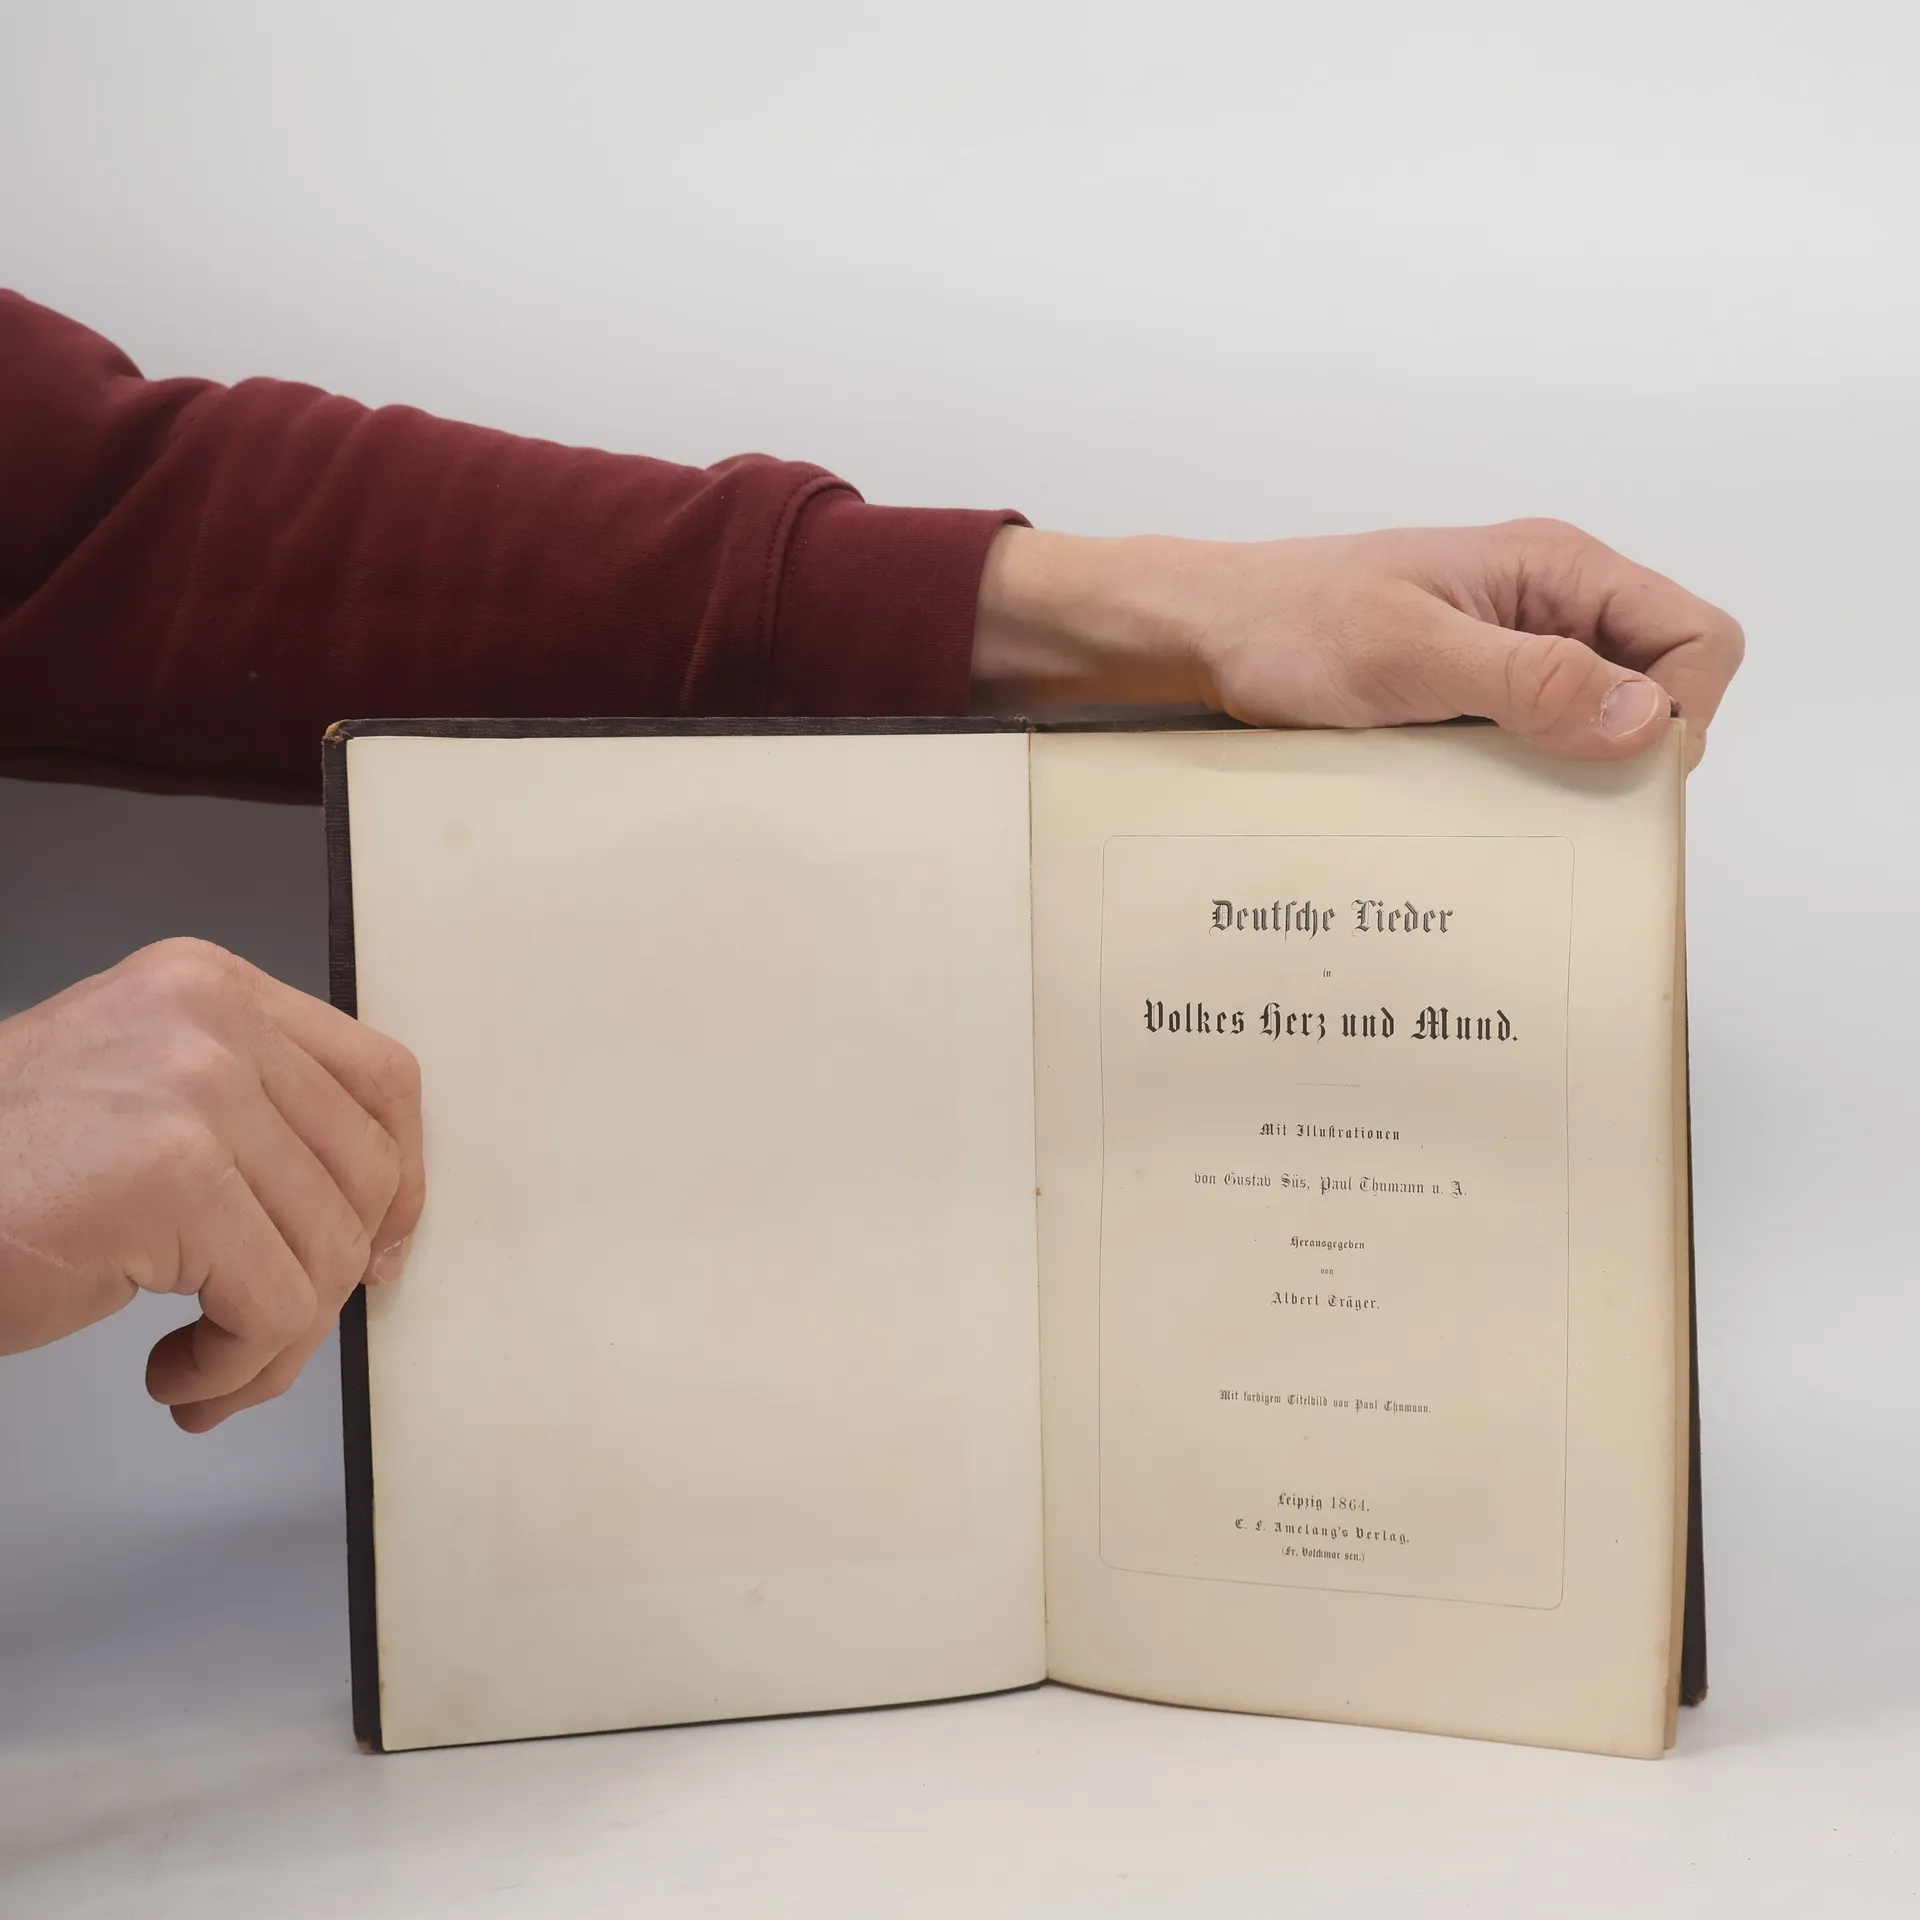 Deutſche Lieder
in
Volkes Herz und Mund.
Mit Illuſtrationen
von Gustav Süs, Paul Thumann u. A.
Herausgegeben
von
Albert Träger.
Mit farbigem Titelbild von Paul Thumann.
Leipzig 1864.
C. F. Amelang's Verlag.
(Fr. Volckmar sen.)